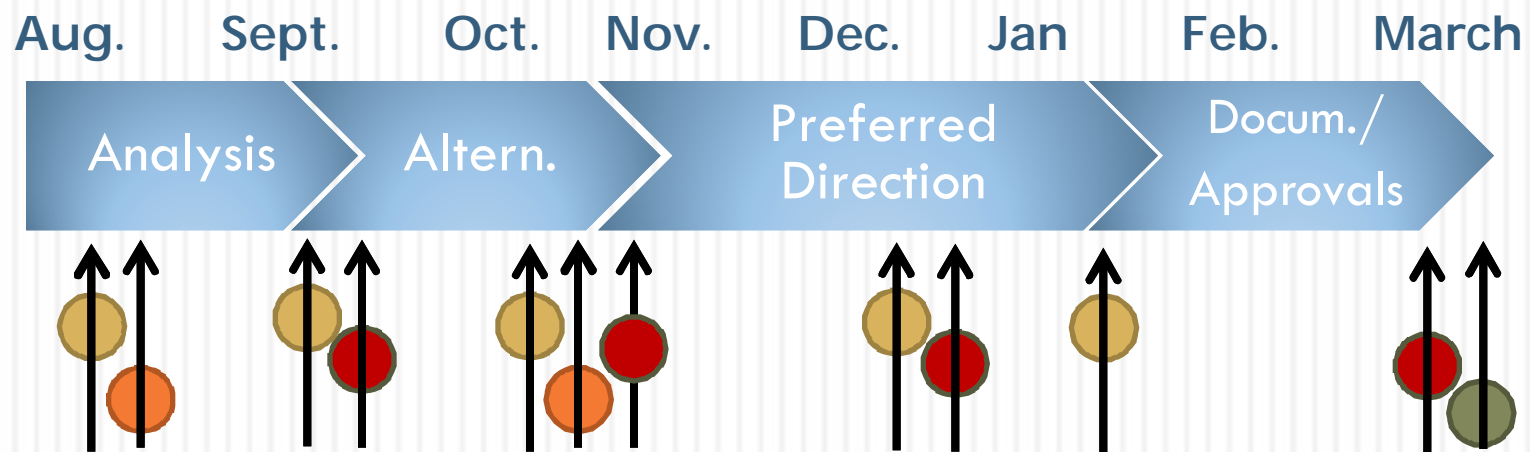 Aug. Sept. Oct. Nov. Dec. Jan Feb. March
Analysis
Altern.
Preferred
Direction
Docum./
Approvals